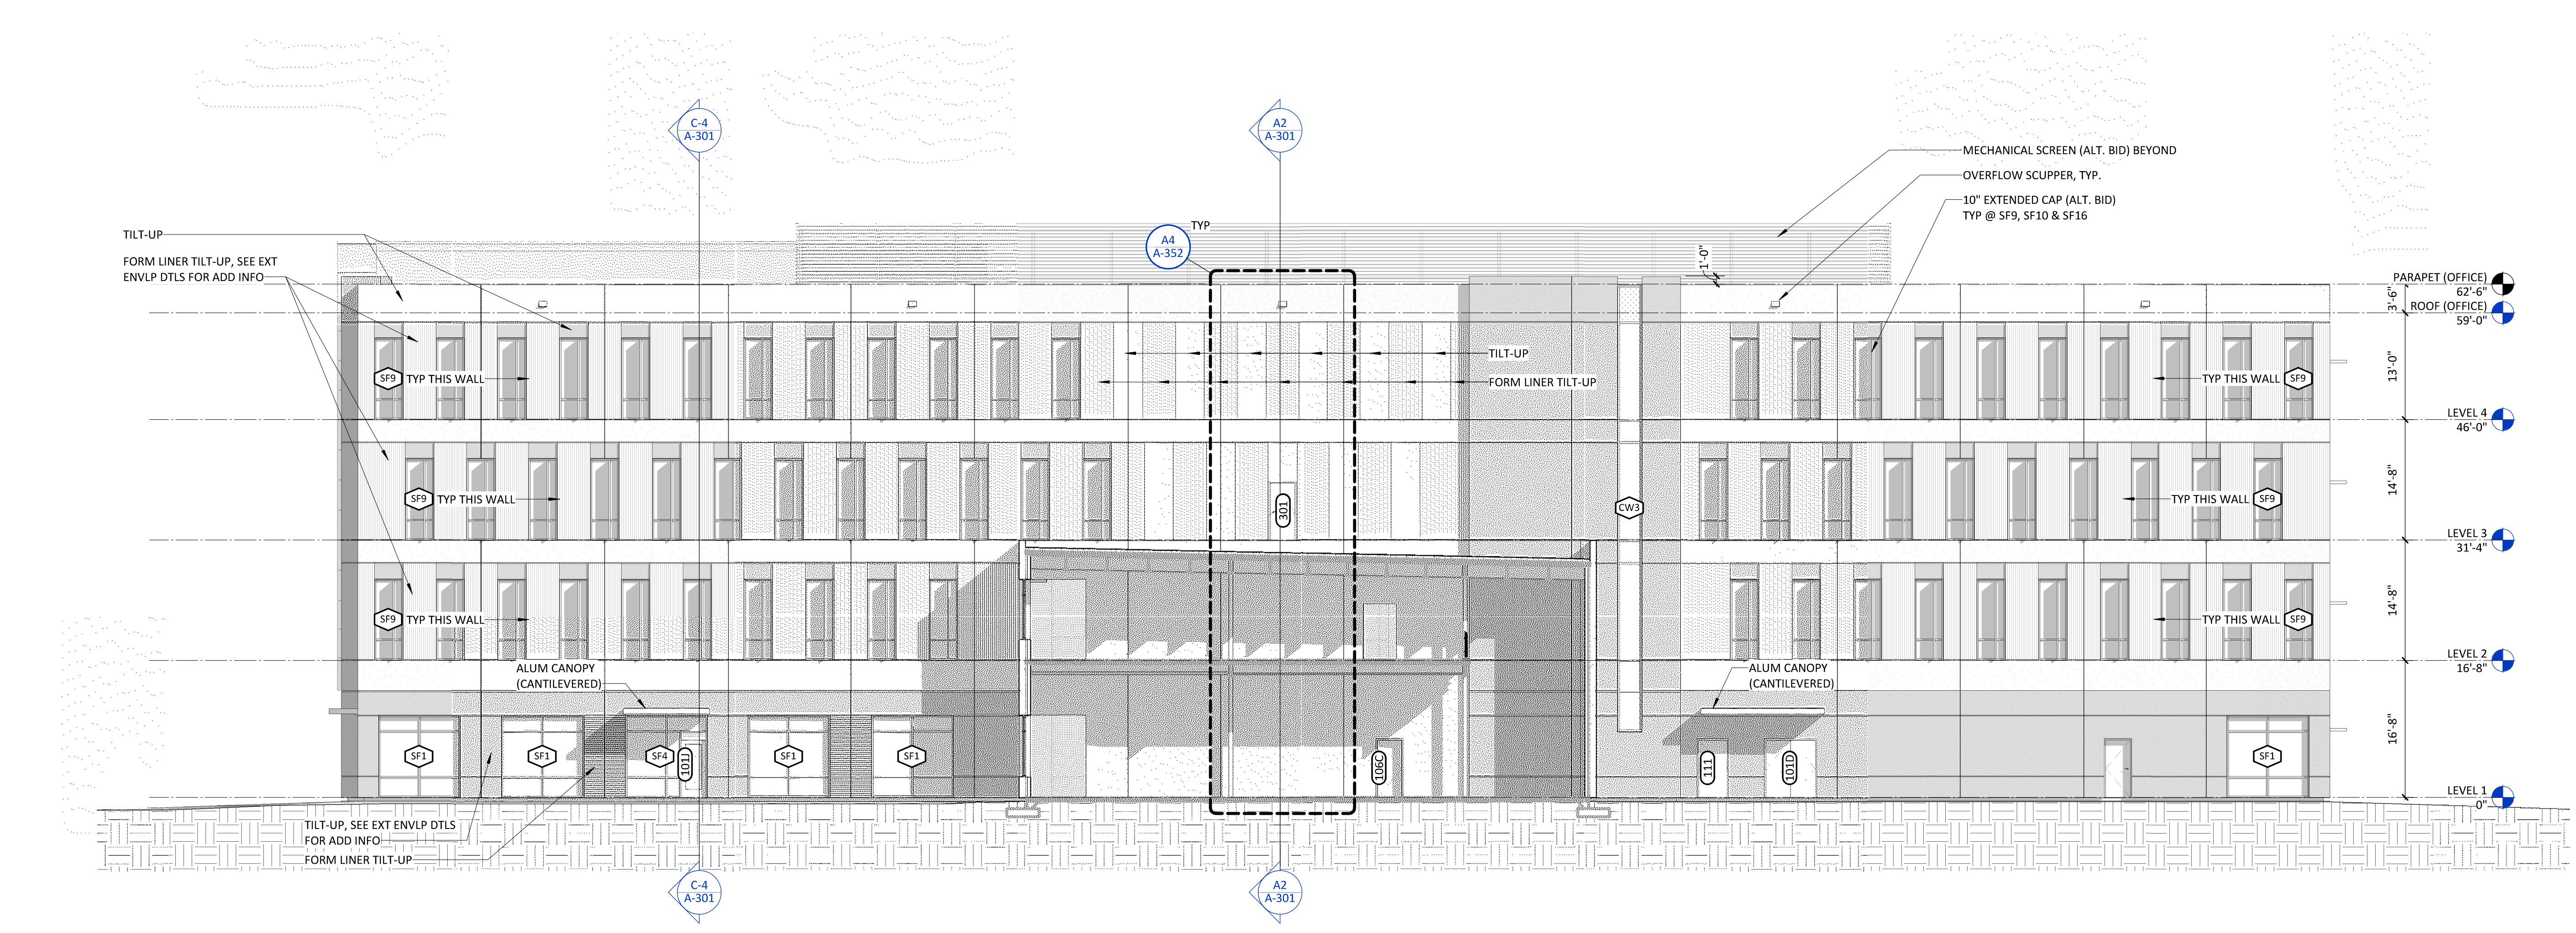 C-4
A-301
A2
A-301
MECHANICAL SCREEN (ALT. BID) BEYOND
OVERFLOW SCUPPER, TYP.
10" EXTENDED CAP (ALT. BID)
TYP @ SF9, SF10 & SF16
TYP
A4
A-352
TILT-UP
FORM LINER TILT-UP, SEE EXT
ENVLP DTLS FOR ADD INFO
1'-0"
PARAPET (OFFICE)
62'-6"
3'-6"
ROOF (OFFICE)
59'-0"
TILT-UP
FORM LINER TILT-UP
SF9
TYP THIS WALL
TYP THIS WALL
SF9
13'-0"
LEVEL 4
46'-0"
SF9
TYP THIS WALL
301
CW3
TYP THIS WALL
SF9
14'-8"
LEVEL 3
31'-4"
SF9
TYP THIS WALL
TYP THIS WALL
SF9
14'-8"
LEVEL 2
16'-8"
ALUM CANOPY
(CANTILEVERED)
ALUM CANOPY
(CANTILEVERED)
16'-8"
SF1
SF1
SF4
101J
SF1
SF1
106C
111
101D
SF1
LEVEL 1
0"
TILT-UP, SEE EXT ENVLP DTLS
FOR ADD INFO
FORM LINER TILT-UP
C-4
A-301
A2
A-301